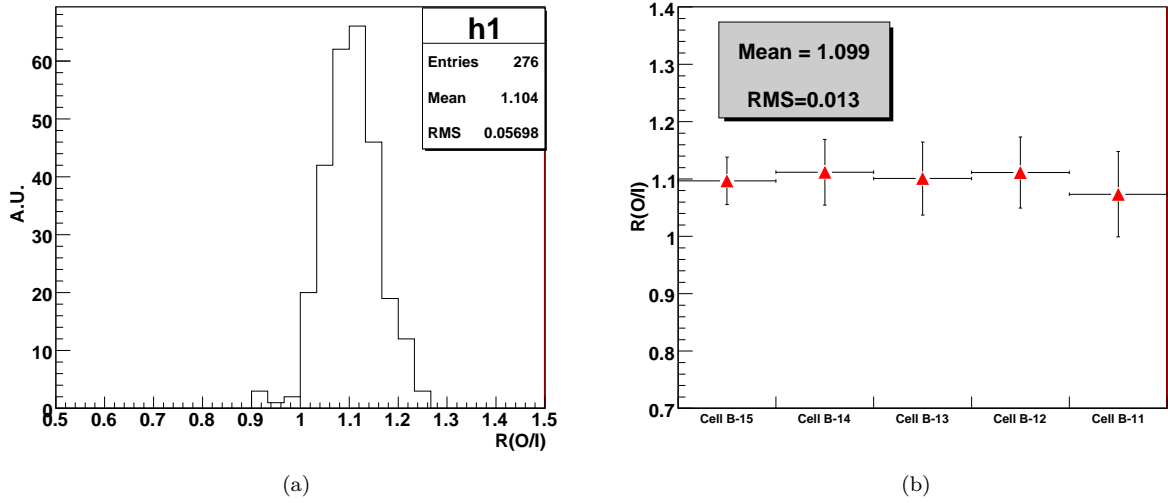 h1
Entries 276
Mean 1.104
RMS 0.05698
A.U.
60
50
40
30
20
10
0
0.5 0.6 0.7 0.8 0.9 1 1.1 1.2 1.3 1.4 1.5
R(O/I)
(a)
Mean = 1.099
RMS=0.013
R(O/I)
1.4
1.3
1.2
1.1
1
0.9
0.8
0.7
Cell B-15 Cell B-14 Cell B-13 Cell B-12 Cell B-11
(b)